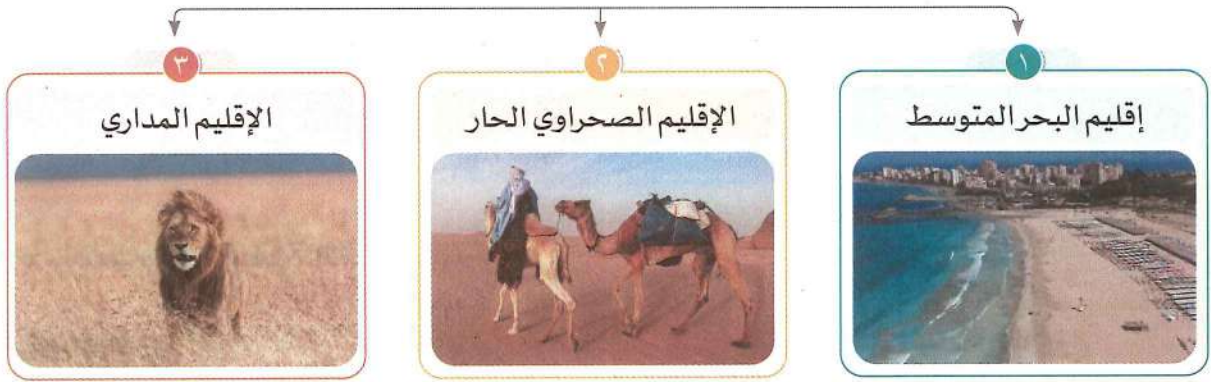 ١
إقليم البحر المتوسط
٢
الإقليم الصحراوي الحار
٣
الإقليم المداري